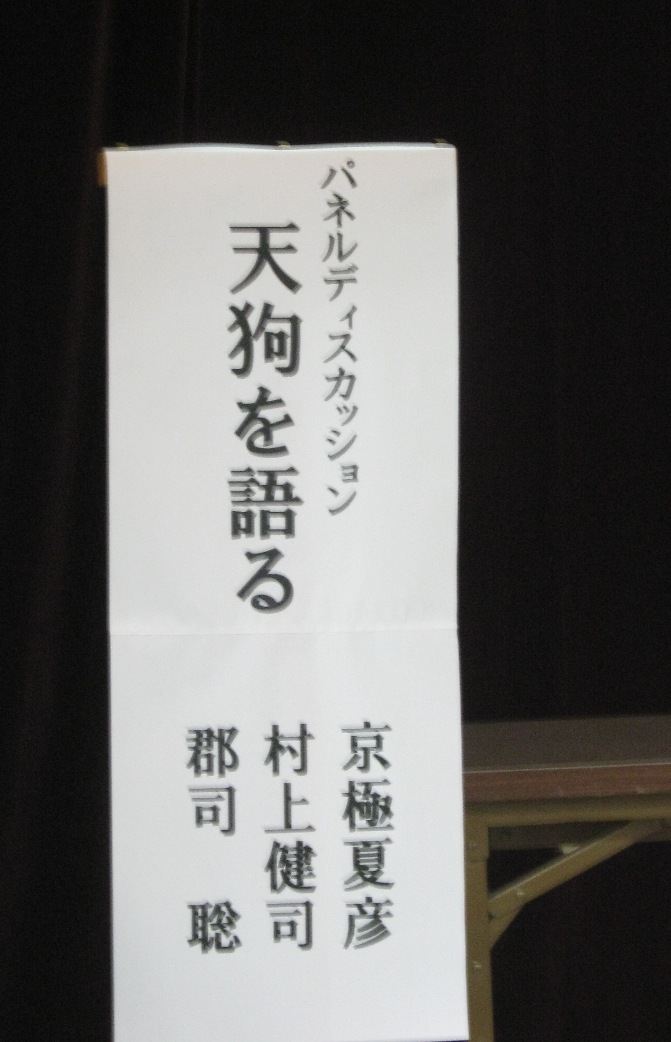 パネルディスカッション
天狗を語る
京極夏彦
村上健司
郡司 聡